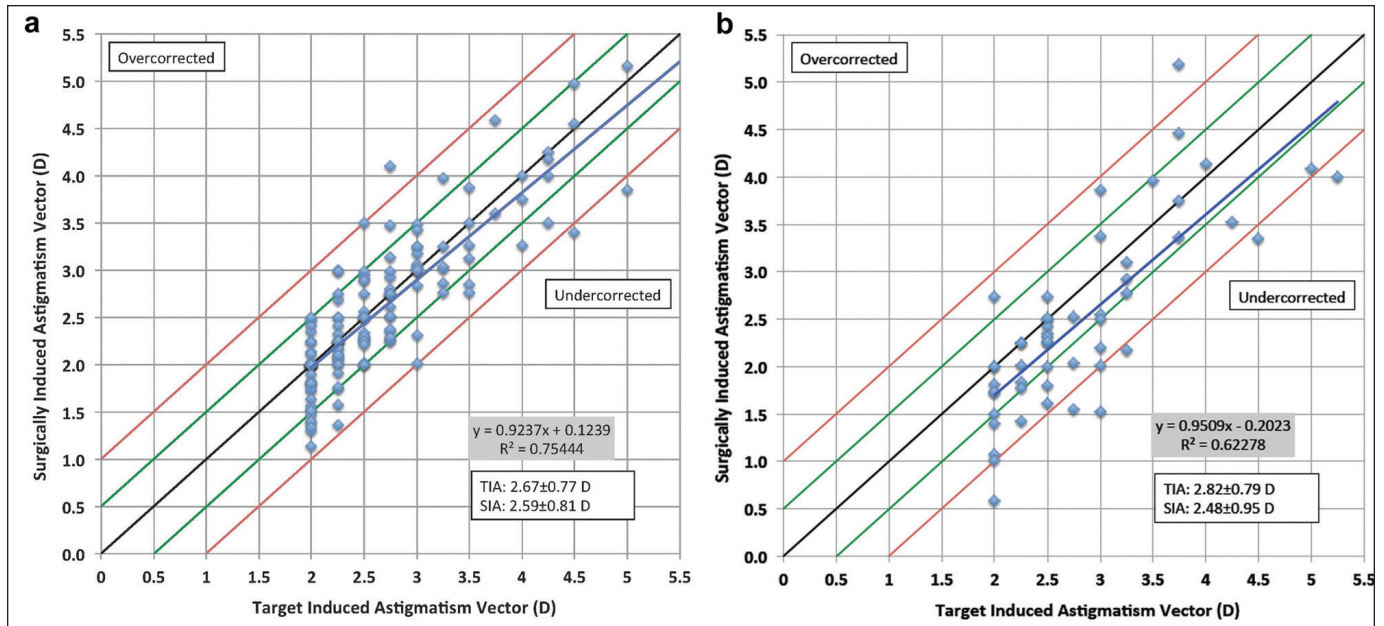 a
Overcorrected
Undercorrected
y = 0.9237x + 0.1239
R² = 0.75444
TIA: 2.67±0.77 D
SIA: 2.59±0.81 D
Surgically Induced Astigmatism Vector (D)
5.5
5.0
4.5
4.0
3.5
3.0
2.5
2.0
1.5
1.0
0.5
0.0
0 0.5 1 1.5 2 2.5 3 3.5 4 4.5 5 5.5
Target Induced Astigmatism Vector (D)
b
Overcorrected
Undercorrected
y = 0.9509x - 0.2023
R² = 0.62278
TIA: 2.82±0.79 D
SIA: 2.48±0.95 D
Surgically Induced Astigmatism Vector (D)
5.5
5.0
4.5
4.0
3.5
3.0
2.5
2.0
1.5
1.0
0.5
0.0
0 0.5 1 1.5 2 2.5 3 3.5 4 4.5 5 5.5
Target Induced Astigmatism Vector (D)